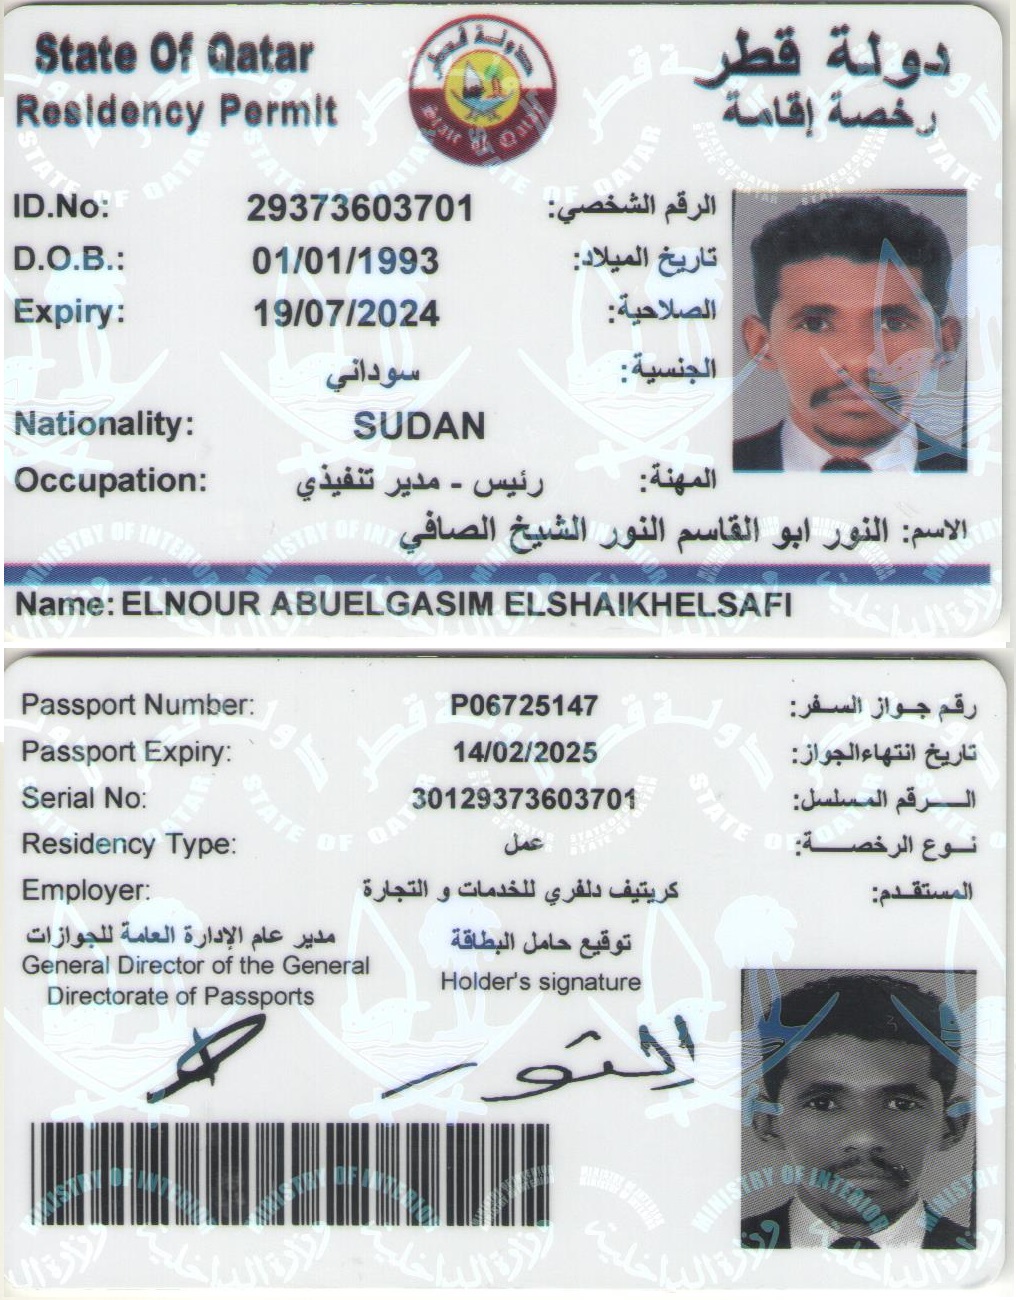 State Of Qatar
دولة قطر
Residency Permit
رخصة إقامة
ID.No: 29373603701 الرقم الشخصي:
D.O.B.: 01/01/1993 تاريخ الميلاد:
Expiry: 19/07/2024 الصلاحية:
سوداني الجنسية:
Nationality: SUDAN
Occupation: رئيس - مدير تنفيذي المهنة:
الاسم: النور ابو القاسم النور الشيخ الصافي
Name: ELNOUR ABUELGASIM ELSHAIKHELSAFI
Passport Number: P06725147 رقم جواز السفر:
Passport Expiry: 14/02/2025 تاريخ انتهاءالجواز:
Serial No: 30129373603701 الرقم المسلسل:
Residency Type: عمل نوع الرخصة:
Employer: كريتيف دلفري للخدمات و التجارة المستقدم:
مدير عام الإدارة العامة للجوازات
General Director of the General
Directorate of Passports
توقيع حامل البطاقة
Holder's signature
النور
STATE OF QATAR
دولة قطر
MINISTRY OF INTERIOR
وزارة الداخلية